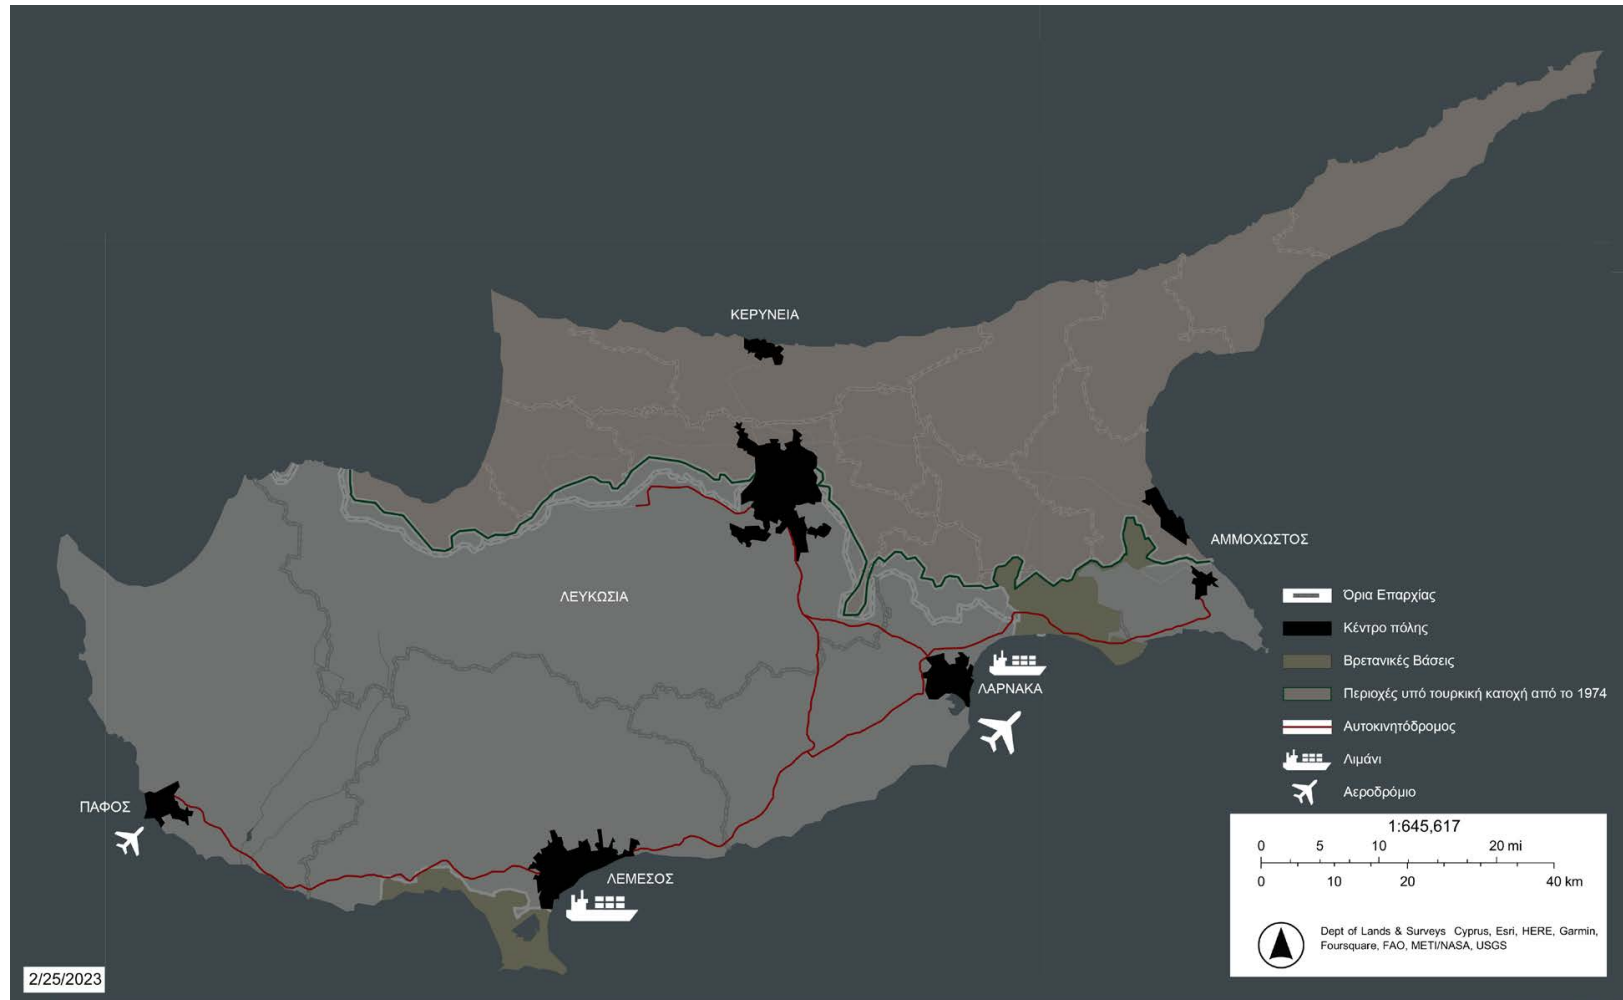 ΚΕΡΥΝΕΙΑ
ΑΜΜΟΧΩΣΤΟΣ
ΛΕΥΚΩΣΙΑ
ΛΑΡΝΑΚΑ
ΠΑΦΟΣ
ΛΕΜΕΣΟΣ
Όρια Επαρχίας
Κέντρο πόλης
Βρετανικές Βάσεις
Περιοχές υπό τουρκική κατοχή από το 1974
Αυτοκινητόδρομος
Λιμάνι
Αεροδρόμιο
1:645,617
0 5 10 20 mi
0 10 20 40 km
Dept of Lands & Surveys Cyprus, Esri, HERE, Garmin,
Foursquare, FAO, METI/NASA, USGS
2/25/2023